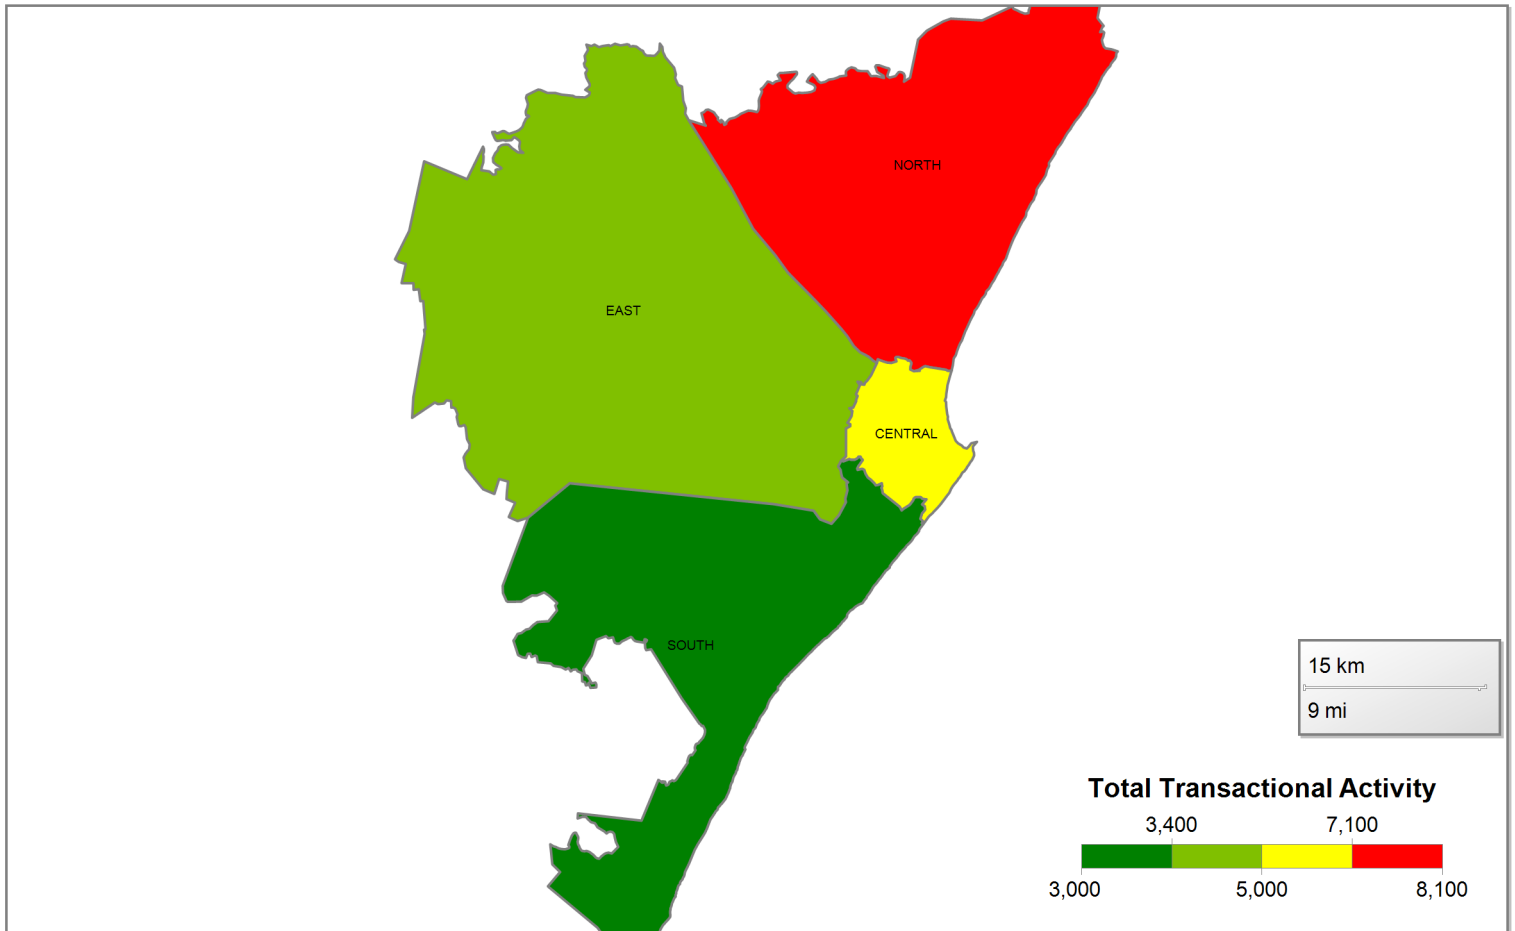 NORTH
EAST
CENTRAL
SOUTH
15 km
9 mi
Total Transactional Activity
3,400 7,100
3,000 5,000 8,100